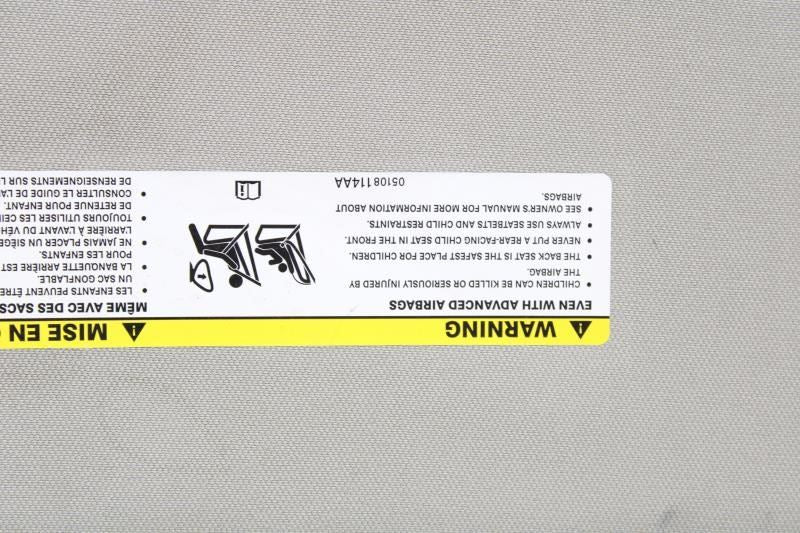 WARNING
EVEN WITH ADVANCED AIRBAGS
• CHILDREN CAN BE KILLED OR SERIOUSLY INJURED BY
THE AIRBAG.
• THE BACK SEAT IS THE SAFEST PLACE FOR CHILDREN.
• NEVER PUT A REAR-FACING CHILD SEAT IN THE FRONT.
• ALWAYS USE SEATBELTS AND CHILD RESTRAINTS.
• SEE OWNER'S MANUAL FOR MORE INFORMATION ABOUT
AIRBAGS.
05108114AA
MISE EN
MÊME AVEC DES SACS
• LES ENFANTS PEUVENT ÊTRE
SAC GONFLABLE.
• LA BANQUETTE ARRIÈRE EST
POUR LES ENFANTS.
• NE JAMAIS PLACER UN SIÈGE
L'ARRIÈRE À L'AVANT DU
• TOUJOURS UTILISER LES
DE RETENUE POUR ENFANT.
• CONSULTER LE GUIDE DE
DE RENSEIGNEMENTS SUR